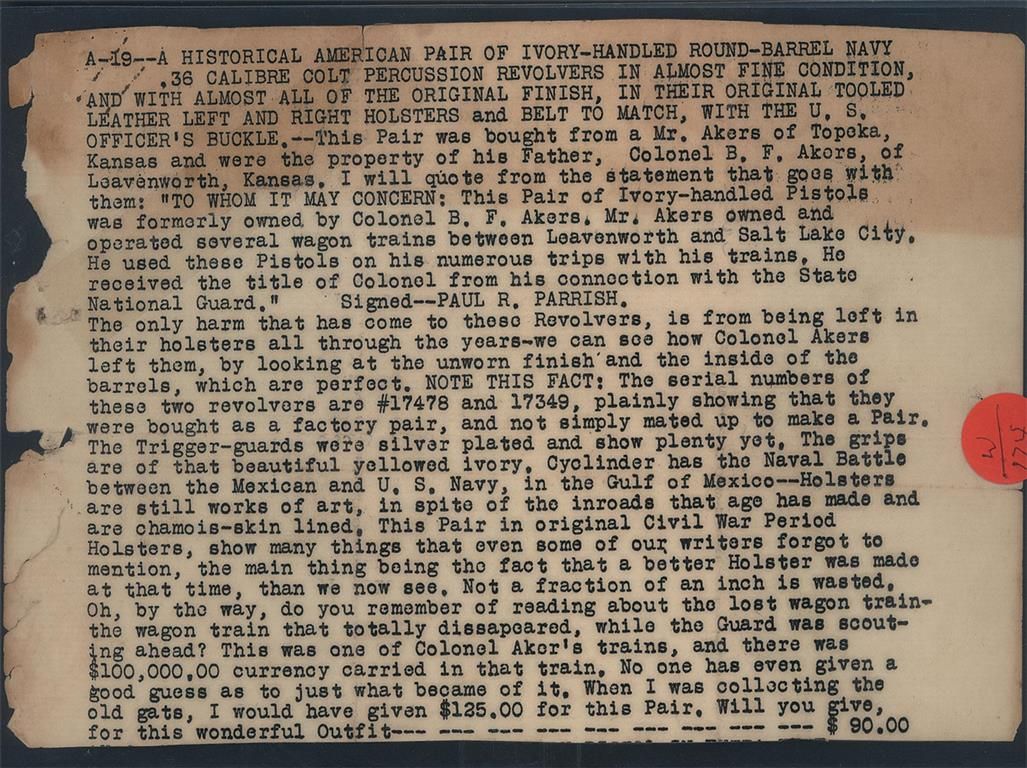 A-19--A HISTORICAL AMERICAN PAIR OF IVORY-HANDLED ROUND-BARREL NAVY
.36 CALIBRE COLT PERCUSSION REVOLVERS IN ALMOST FINE CONDITION,
AND WITH ALMOST ALL OF THE ORIGINAL FINISH, IN THEIR ORIGINAL TOOLED
LEATHER LEFT AND RIGHT HOLSTERS and BELT TO MATCH, WITH THE U. S.
OFFICER'S BUCKLE.--This Pair was bought from a Mr. Akers of Topeka,
Kansas and were the property of his Father, Colonel B. F. Akers, of
Leavenworth, Kansas. I will quote from the statement that goes with
them: "TO WHOM IT MAY CONCERN: This Pair of Ivory-handled Pistols
was formerly owned by Colonel B. F. Akers. Mr. Akers owned and
operated several wagon trains between Leavenworth and Salt Lake City.
He used these Pistols on his numerous trips with his trains. He
received the title of Colonel from his connection with the State
National Guard." Signed--PAUL R. PARRISH.
The only harm that has come to these Revolvers, is from being left in
their holsters all through the years-we can see how Colonel Akers
left them, by looking at the unworn finish and the inside of the
barrels, which are perfect. NOTE THIS FACT: The serial numbers of
these two revolvers are #17478 and 17349, plainly showing that they
were bought as a factory pair, and not simply mated up to make a Pair.
The Trigger-guards were silver plated and show plenty yet. The grips
are of that beautiful yellowed ivory. Cyclinder has the Naval Battle
between the Mexican and U. S. Navy, in the Gulf of Mexico--Holsters
are still works of art, in spite of the inroads that age has made and
are chamois-skin lined. This Pair in original Civil War Period
Holsters, show many things that even some of our writers forgot to
mention, the main thing being the fact that a better Holster was made
at that time, than we now see. Not a fraction of an inch is wasted.
Oh, by the way, do you remember of reading about the lost wagon train-
the wagon train that totally dissapeared, while the Guard was scout-
ing ahead? This was one of Colonel Aker's trains, and there was
$100,000.00 currency carried in that train. No one has even given a
good guess as to just what became of it. When I was collecting the
old gats, I would have given $125.00 for this Pair. Will you give,
for this wonderful Outfit--- --- --- --- --- --- --- --- --- $ 90.00